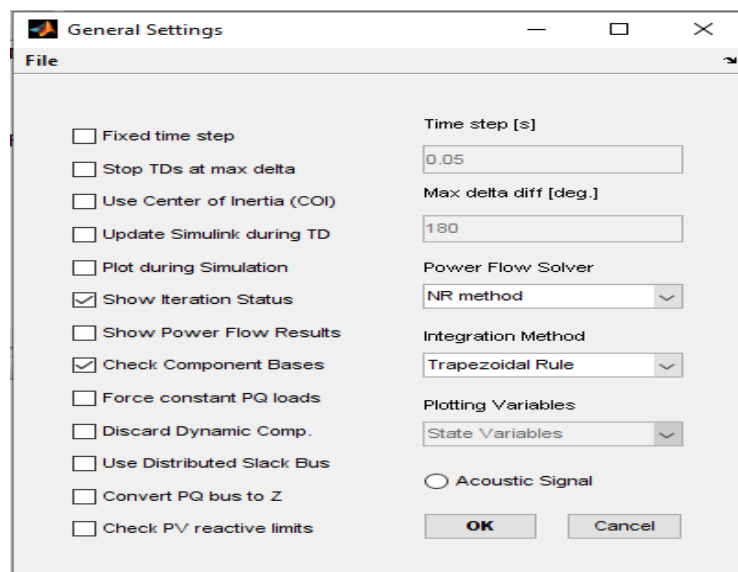 General Settings
File
Fixed time step
Stop TDs at max delta
Use Center of Inertia (COI)
Update Simulink during TD
Plot during Simulation
Show Iteration Status
Show Power Flow Results
Check Component Bases
Force constant PQ loads
Discard Dynamic Comp.
Use Distributed Slack Bus
Convert PQ bus to Z
Check PV reactive limits
Time step [s]
0.05
Max delta diff [deg.]
180
Power Flow Solver
NR method
Integration Method
Trapezoidal Rule
Plotting Variables
State Variables
Acoustic Signal
OK
Cancel